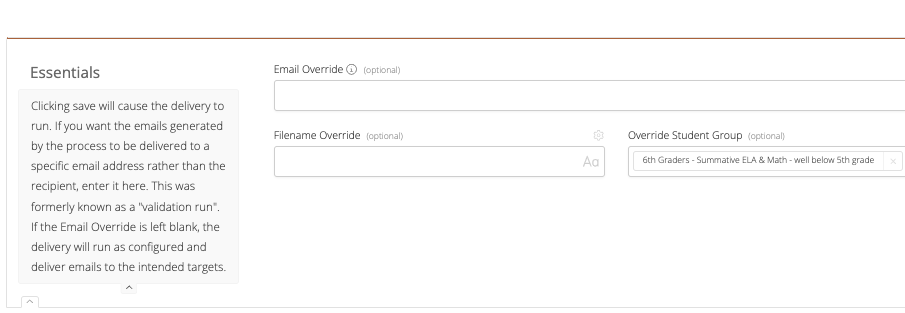 Essentials
Clicking save will cause the delivery to
run. If you want the emails generated
by the process to be delivered to a
specific email address rather than the
recipient, enter it here. This was
formerly known as a "validation run".
If the Email Override is left blank, the
delivery will run as configured and
deliver emails to the intended targets.
Email Override (optional)
Filename Override (optional)
Aa
Override Student Group (optional)
6th Graders - Summative ELA & Math - well below 5th grade ×